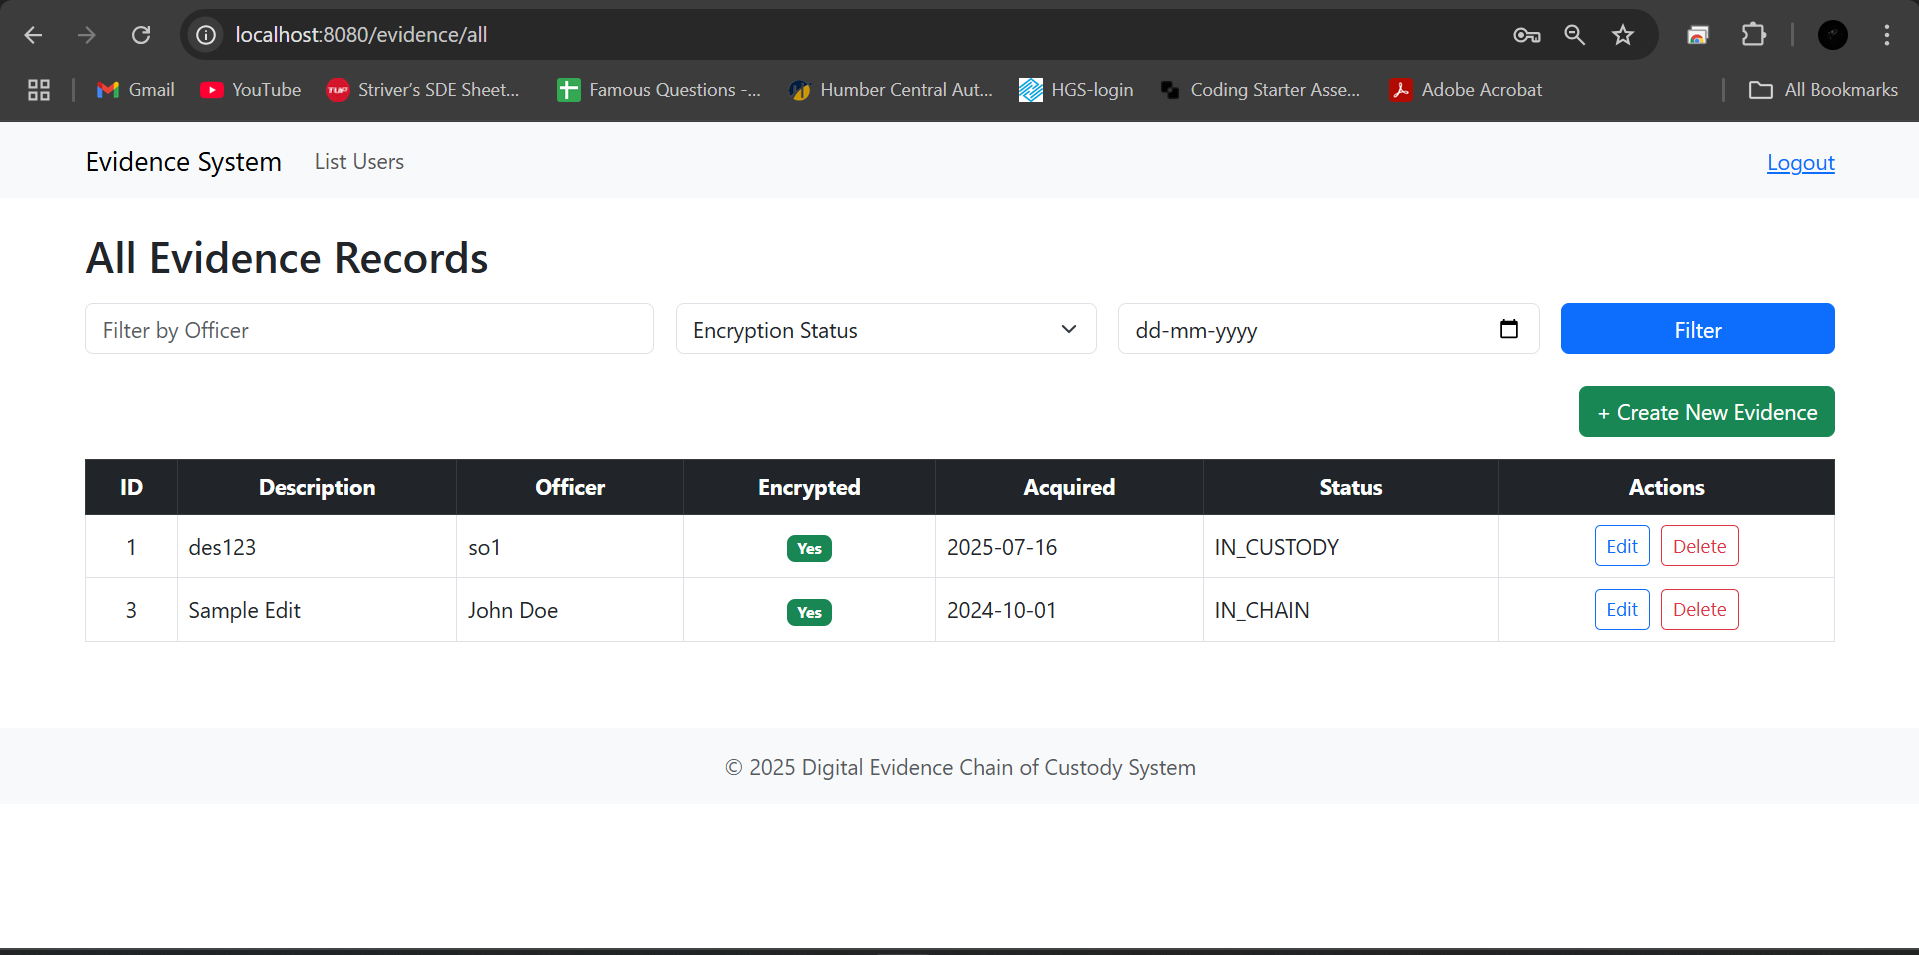 localhost:8080/evidence/all
Gmail YouTube TUF Striver's SDE Sheet... Famous Questions -... Humber Central Aut... HGS-login Coding Starter Asse... Adobe Acrobat All Bookmarks
Evidence System List Users Logout
All Evidence Records
Filter by Officer Encryption Status dd-mm-yyyy Filter
+ Create New Evidence
ID Description Officer Encrypted Acquired Status Actions
1 des123 so1 Yes 2025-07-16 IN_CUSTODY Edit Delete
3 Sample Edit John Doe Yes 2024-10-01 IN_CHAIN Edit Delete
© 2025 Digital Evidence Chain of Custody System